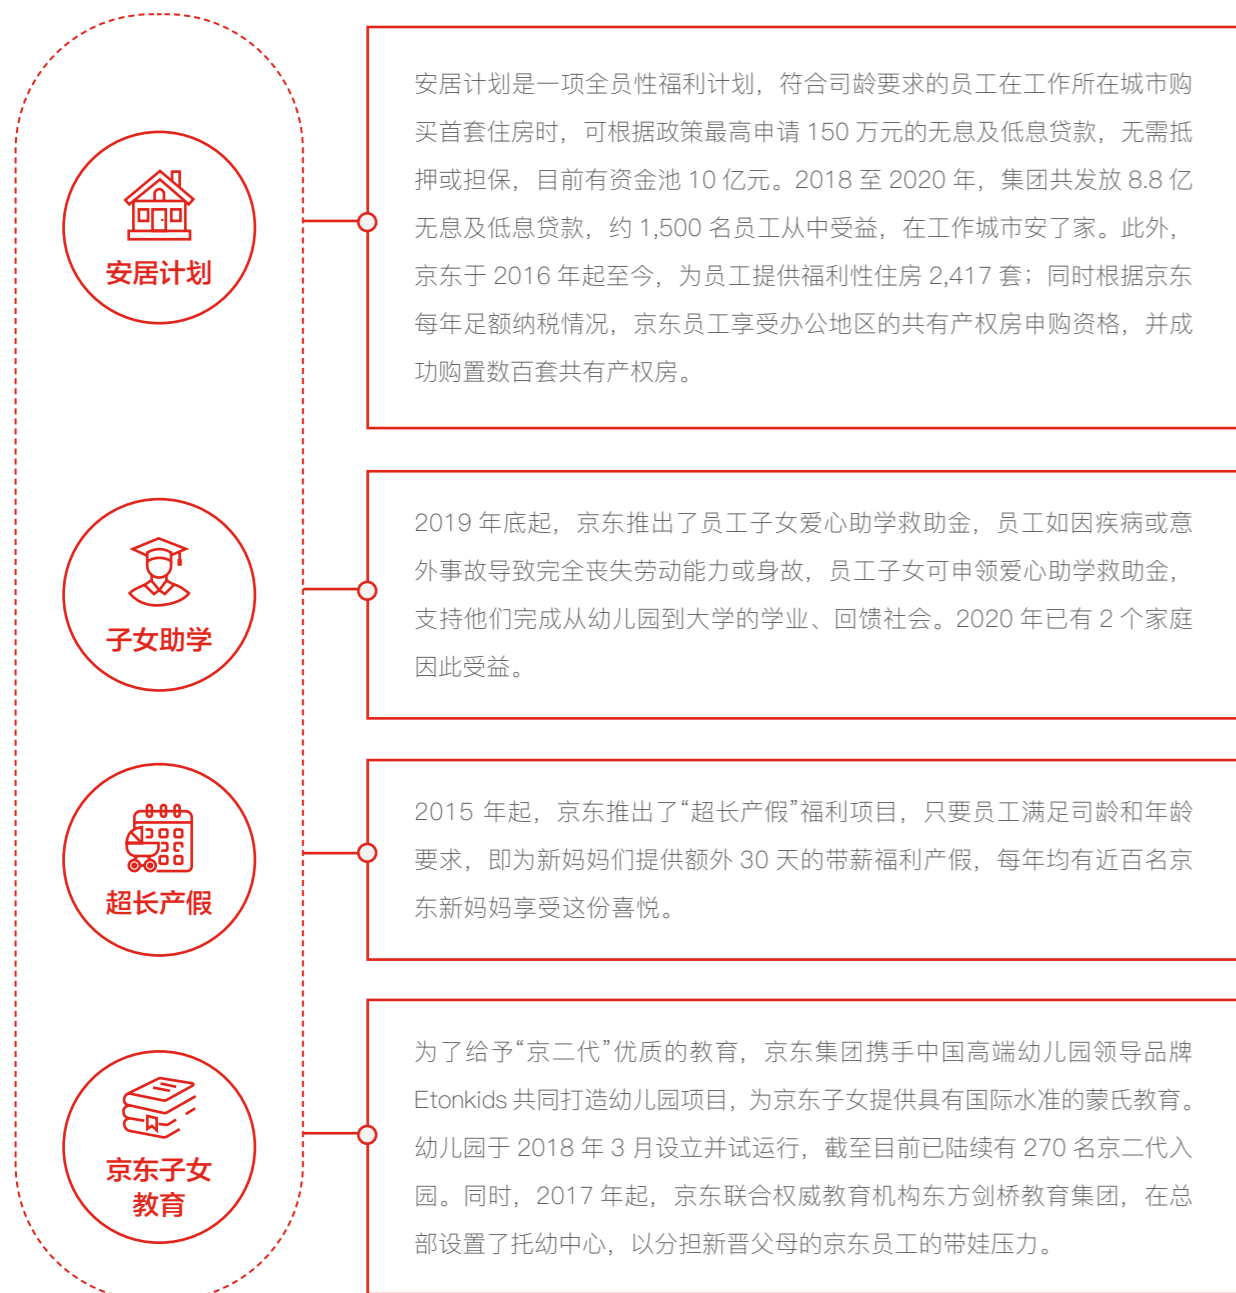 安居计划
安居计划是一项全员性福利计划，符合司龄要求的员工在工作所在城市购
买首套住房时，可根据政策最高申请 150 万元的无息及低息贷款，无需抵
押或担保，目前有资金池 10 亿元。2018 至 2020 年，集团共发放 8.8 亿
无息及低息贷款，约 1,500 名员工从中受益，在工作城市安了家。此外，
京东于 2016 年起至今，为员工提供福利性住房 2,417 套；同时根据京东
每年足额纳税情况，京东员工享受办公地区的共有产权房申购资格，并成
功购置数百套共有产权房。
子女助学
2019 年底起，京东推出了员工子女爱心助学救助金，员工如因疾病或意
外事故导致完全丧失劳动能力或身故，员工子女可申领爱心助学救助金，
支持他们完成从幼儿园到大学的学业、回馈社会。2020 年已有 2 个家庭
因此受益。
超长产假
2015 年起，京东推出了“超长产假”福利项目，只要员工满足司龄和年龄
要求，即为新妈妈们提供额外 30 天的带薪福利产假，每年均有近百名京
东新妈妈享受这份喜悦。
京东子女
教育
为了给予“京二代”优质的教育，京东集团携手中国高端幼儿园领导品牌
Etonkids 共同打造幼儿园项目，为京东子女提供具有国际水准的蒙氏教育。
幼儿园于 2018 年 3 月设立并试运行，截至目前已陆续有 270 名京二代入
园。同时，2017 年起，京东联合权威教育机构东方剑桥教育集团，在总
部设置了托幼中心，以分担新晋父母的京东员工的带娃压力。